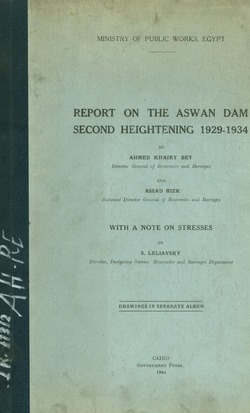 MINISTRY OF PUBLIC WORKS, EGYPT
REPORT ON THE ASWAN DAM
SECOND HEIGHTENING 1929-1934
BY
AHMED KHAIRY BEY
Director General of Reservoirs and Barrages
AND
ASSAD RIZK
Assistant Director General of Reservoirs and Barrages
WITH A NOTE ON STRESSES
BY
S. LELIAVSKY
Director, Designing Service Reservoirs and Barrages Department
DRAWINGS IN SEPARATE ALBUM
CAIRO
Government Press,
AH-RE